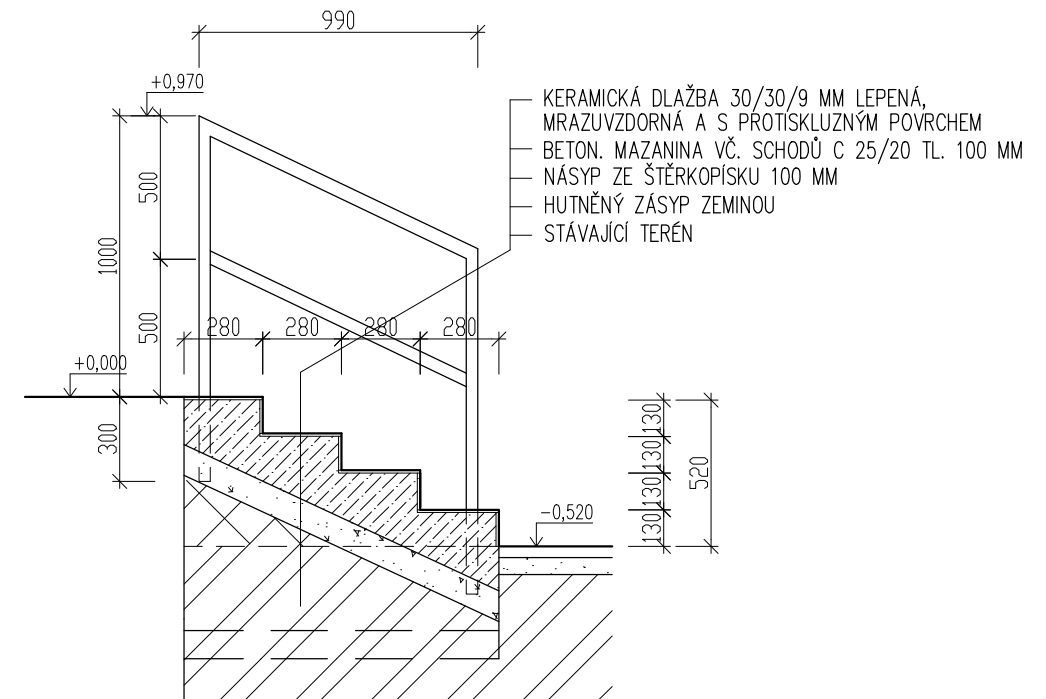 990
+0,970
KERAMICKÁ DLAŽBA 30/30/9 MM LEPENÁ,
MRAZUVZDORNÁ A S PROTISKLUZNÝM POVRCHEM
BETON. MAZANINA VČ. SCHODŮ C 25/20 TL. 100 MM
NÁSYP ZE ŠTĚRKOPÍSKU 100 MM
HUTNĚNÝ ZÁSYP ZEMINOU
STÁVAJÍCÍ TERÉN
500
1000
500
280 280 280 280
+0,000
300
130
130
130
130
520
-0,520